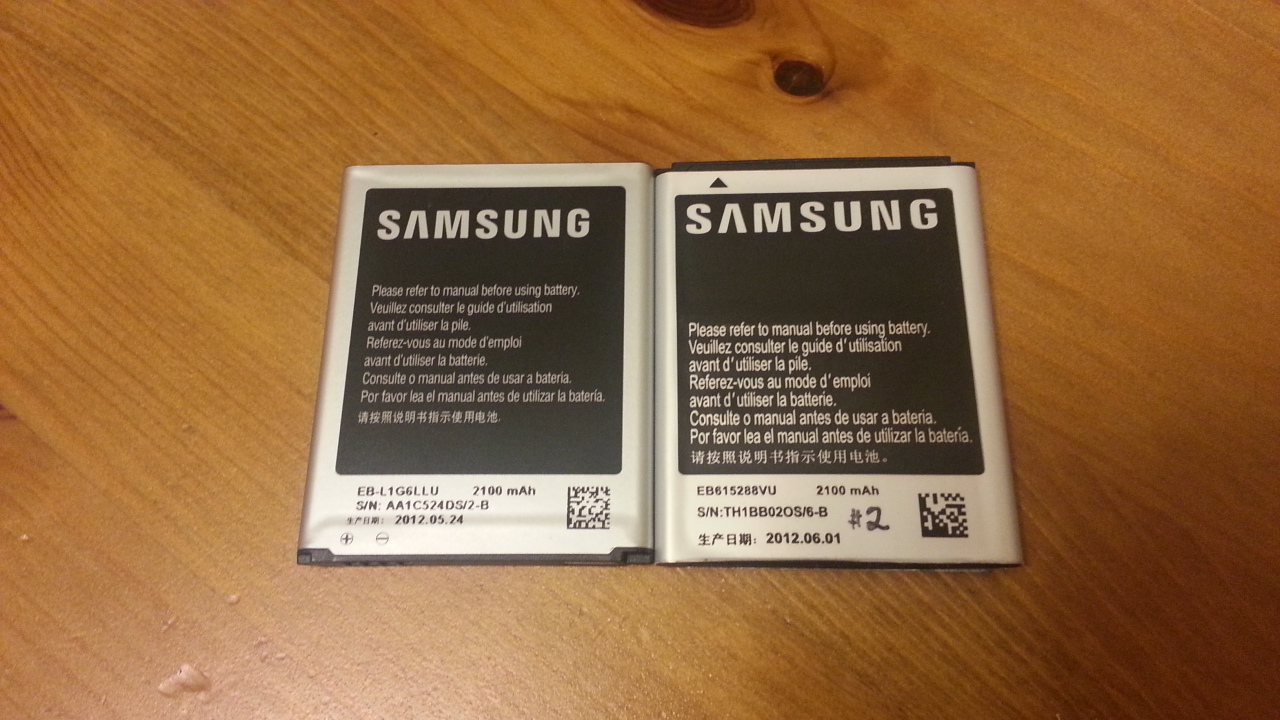 SAMSUNG
Please refer to manual before using battery.
Veuillez consulter le guide d'utilisation
avant d'utiliser la pile.
Referez-vous au mode d'emploi
avant d'utiliser la batterie.
Consulte o manual antes de usar a bateria.
Por favor lea el manual antes de utilizar la batería.
请按照说明书指示使用电池.
EB-L1G6LLU 2100 mAh
S/N: AA1C524DS/2-B
生产日期: 2012.05.24
SAMSUNG
Please refer to manual before using battery.
Veuillez consulter le guide d'utilisation
avant d'utiliser la pile.
Referez-vous au mode d'emploi
avant d'utiliser la batterie.
Consulte o manual antes de usar a bateria.
Por favor lea el manual antes de utilizar la batería.
请按照说明书指示使用电池。
EB615288VU 2100 mAh
S/N:TH1BB02OS/6-B #2
生产日期: 2012.06.01